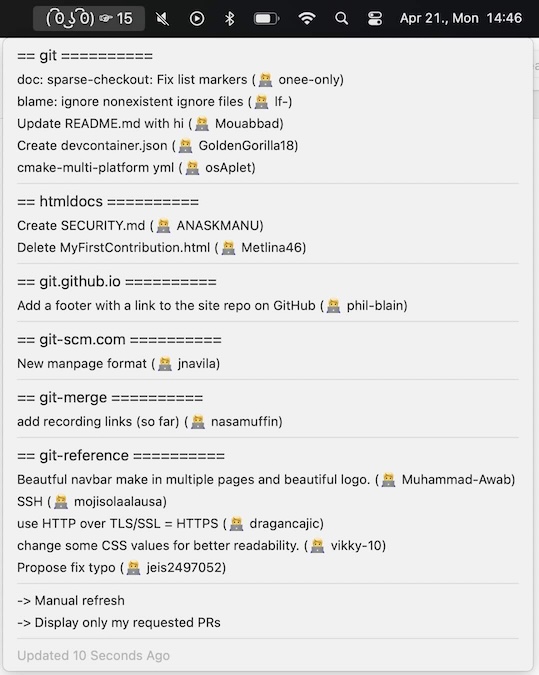 ( ͡ʘ ͜ʖ ͡ʘ) ☞ 15 Apr 21., Mon 14:46
== git ==========
doc: sparse-checkout: Fix list markers (👨‍💻 onee-only)
blame: ignore nonexistent ignore files (👨‍💻 lf-)
Update README.md with hi (👨‍💻 Mouabbad)
Create devcontainer.json (👨‍💻 GoldenGorilla18)
cmake-multi-platform yml (👨‍💻 osAplet)
== htmldocs ==========
Create SECURITY.md (👨‍💻 ANASKMANU)
Delete MyFirstContribution.html (👨‍💻 Metlina46)
== git.github.io ==========
Add a footer with a link to the site repo on GitHub (👨‍💻 phil-blain)
== git-scm.com ==========
New manpage format (👨‍💻 jnavila)
== git-merge ==========
add recording links (so far) (👨‍💻 nasamuffin)
== git-reference ==========
Beautful navbar make in multiple pages and beautiful logo. (👨‍💻 Muhammad-Awab)
SSH (👨‍💻 mojisolaalausa)
use HTTP over TLS/SSL = HTTPS (👨‍💻 dragancajic)
change some CSS values for better readability. (👨‍💻 vikky-10)
Propose fix typo (👨‍💻 jeis2497052)
-> Manual refresh
-> Display only my requested PRs
Updated 10 Seconds Ago